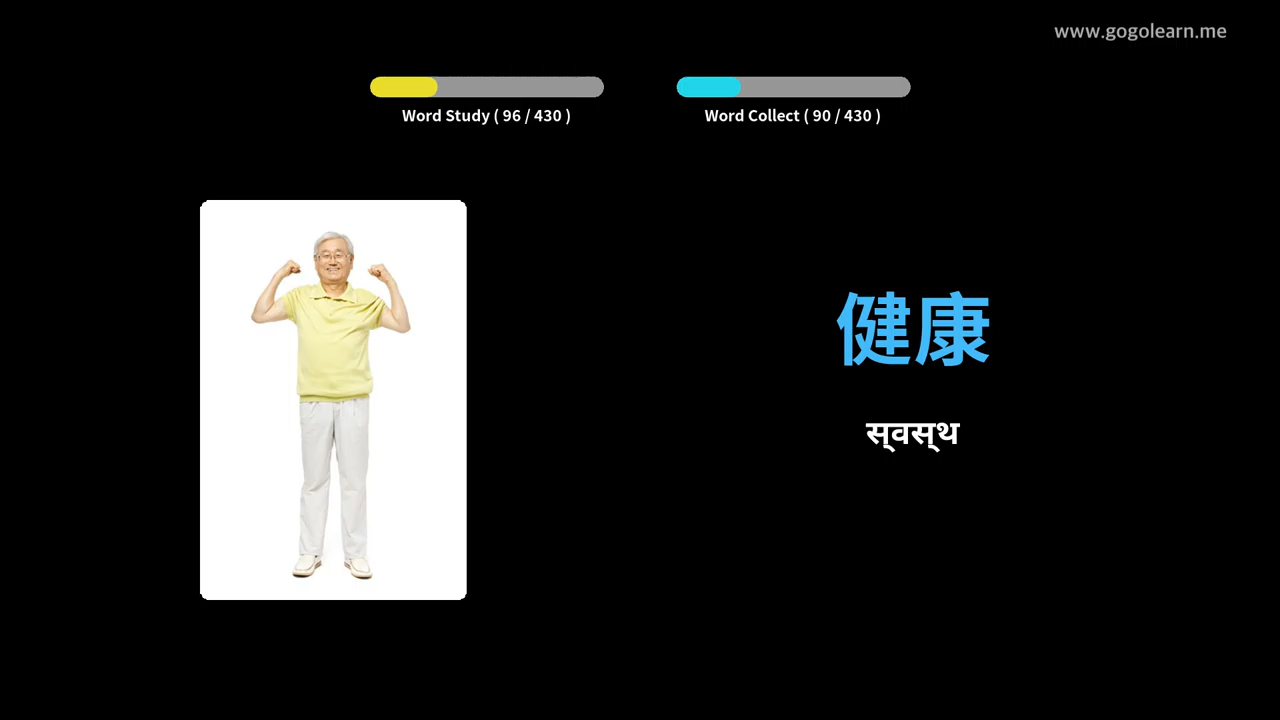 www.gogolearn.me
Word Study ( 96 / 430 )
Word Collect ( 90 / 430 )
健康
स्‌वस्‌थ